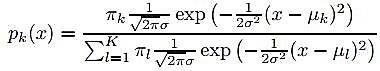 p_k(x) = \frac{\pi_k \frac{1}{\sqrt{2\pi}\sigma} \exp\left(-\frac{1}{2\sigma^2}(x - \mu_k)^2\right)}{\sum_{l=1}^{K} \pi_l \frac{1}{\sqrt{2\pi}\sigma} \exp\left(-\frac{1}{2\sigma^2}(x - \mu_l)^2\right)}